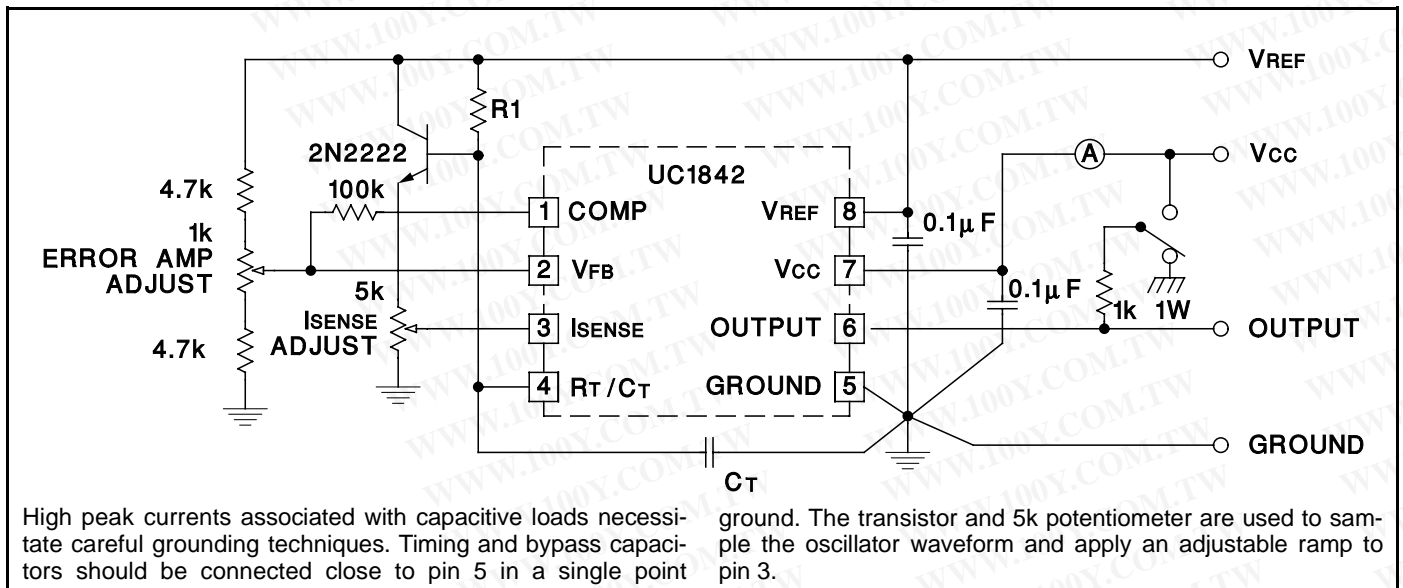 VREF
R1
2N2222
A
VCC
UC1842
4.7k
100k
1 COMP
VREF 8
0.1µF
1k
ERROR AMP
ADJUST
2 VFB
VCC 7
5k
0.1µF
ISENSE
ADJUST
3 ISENSE
OUTPUT 6
1k 1W
OUTPUT
4.7k
4 RT/CT
GROUND 5
GROUND
CT
High peak currents associated with capacitive loads necessi-
tate careful grounding techniques. Timing and bypass capaci-
tors should be connected close to pin 5 in a single point
ground. The transistor and 5k potentiometer are used to sam-
ple the oscillator waveform and apply an adjustable ramp to
pin 3.
WWW.100Y.COM.TW